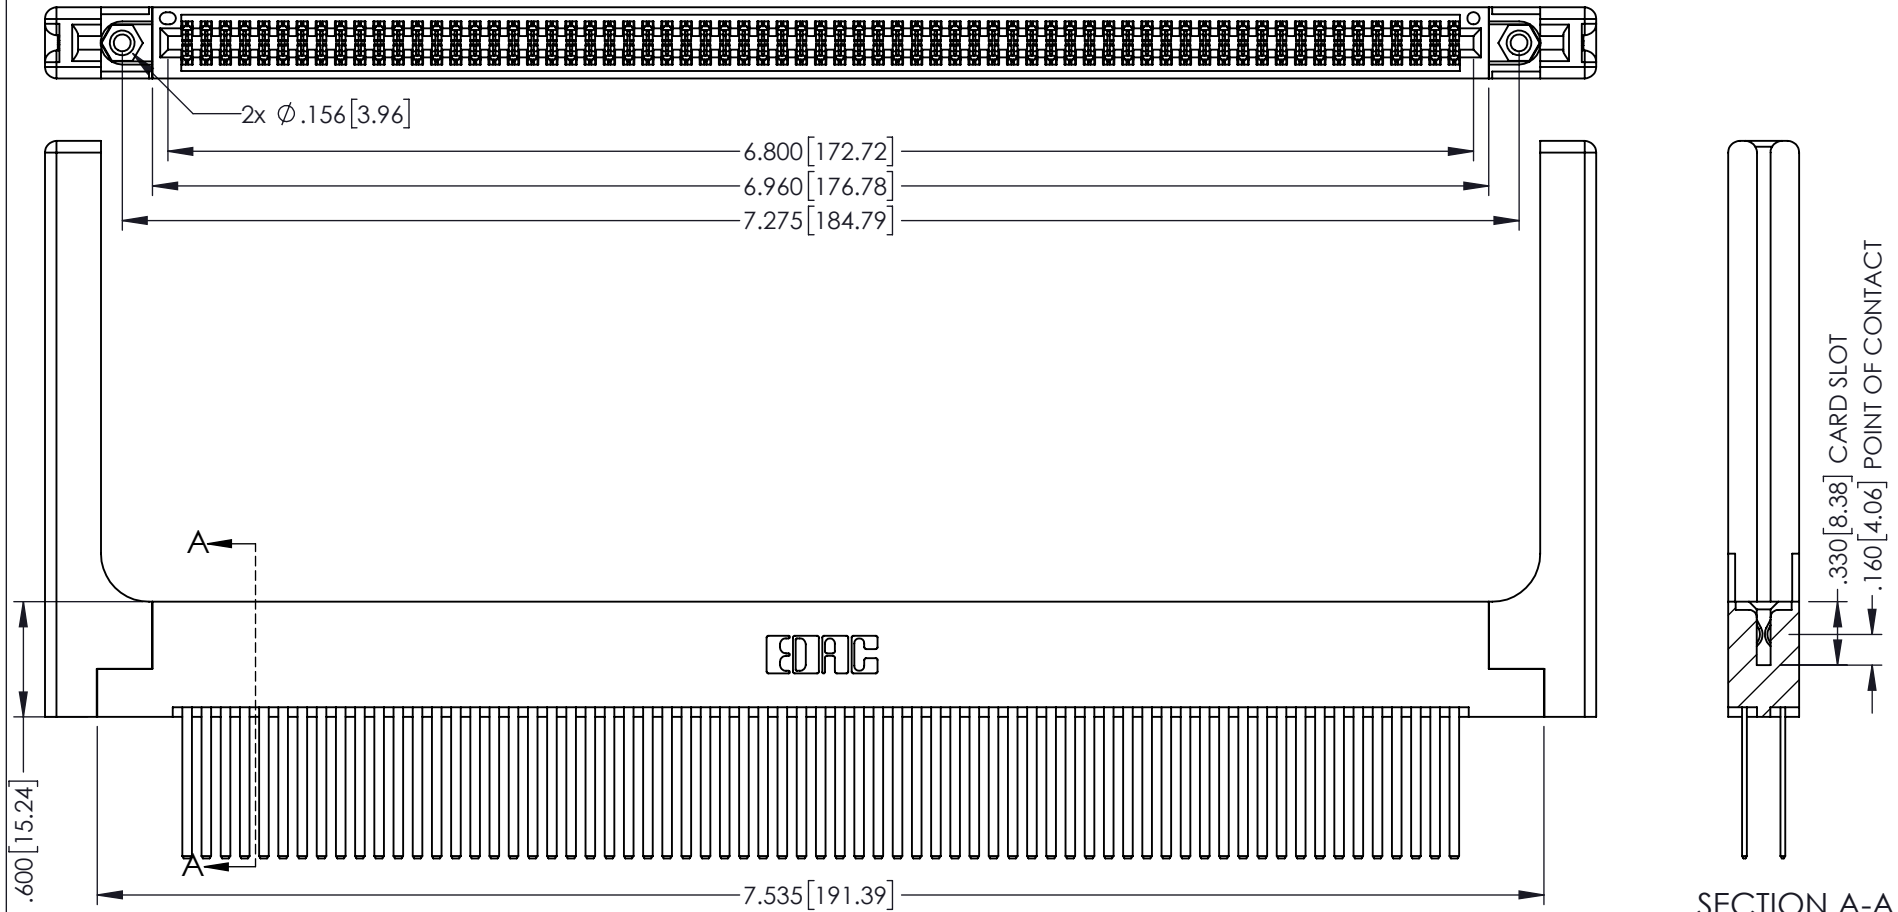 2x Ø.156[3.96]
6.800[172.72]
6.960[176.78]
7.275[184.79]
.330[8.38] CARD SLOT
.160[4.06] POINT OF CONTACT
A
EDAC
.600[15.24]
A
7.535[191.39]
SECTION A-A